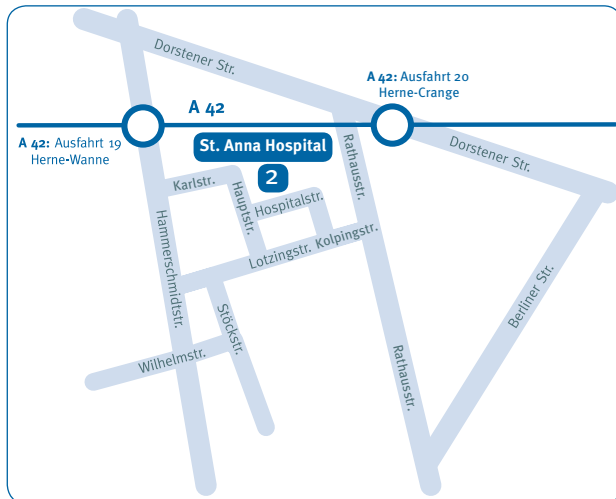 Dorstener Str.
A 42: Ausfahrt 20
Herne-Crange
A 42
A 42: Ausfahrt 19
Herne-Wanne
St. Anna Hospital
2
Rathausstr.
Dorstener Str.
Karlstr.
Hauptstr.
Hospitalstr.
Hammerschmidtstr.
Lotzingstr.
Kolpingstr.
Berliner Str.
Stöckstr.
Wilhelmstr.
Rathausstr.